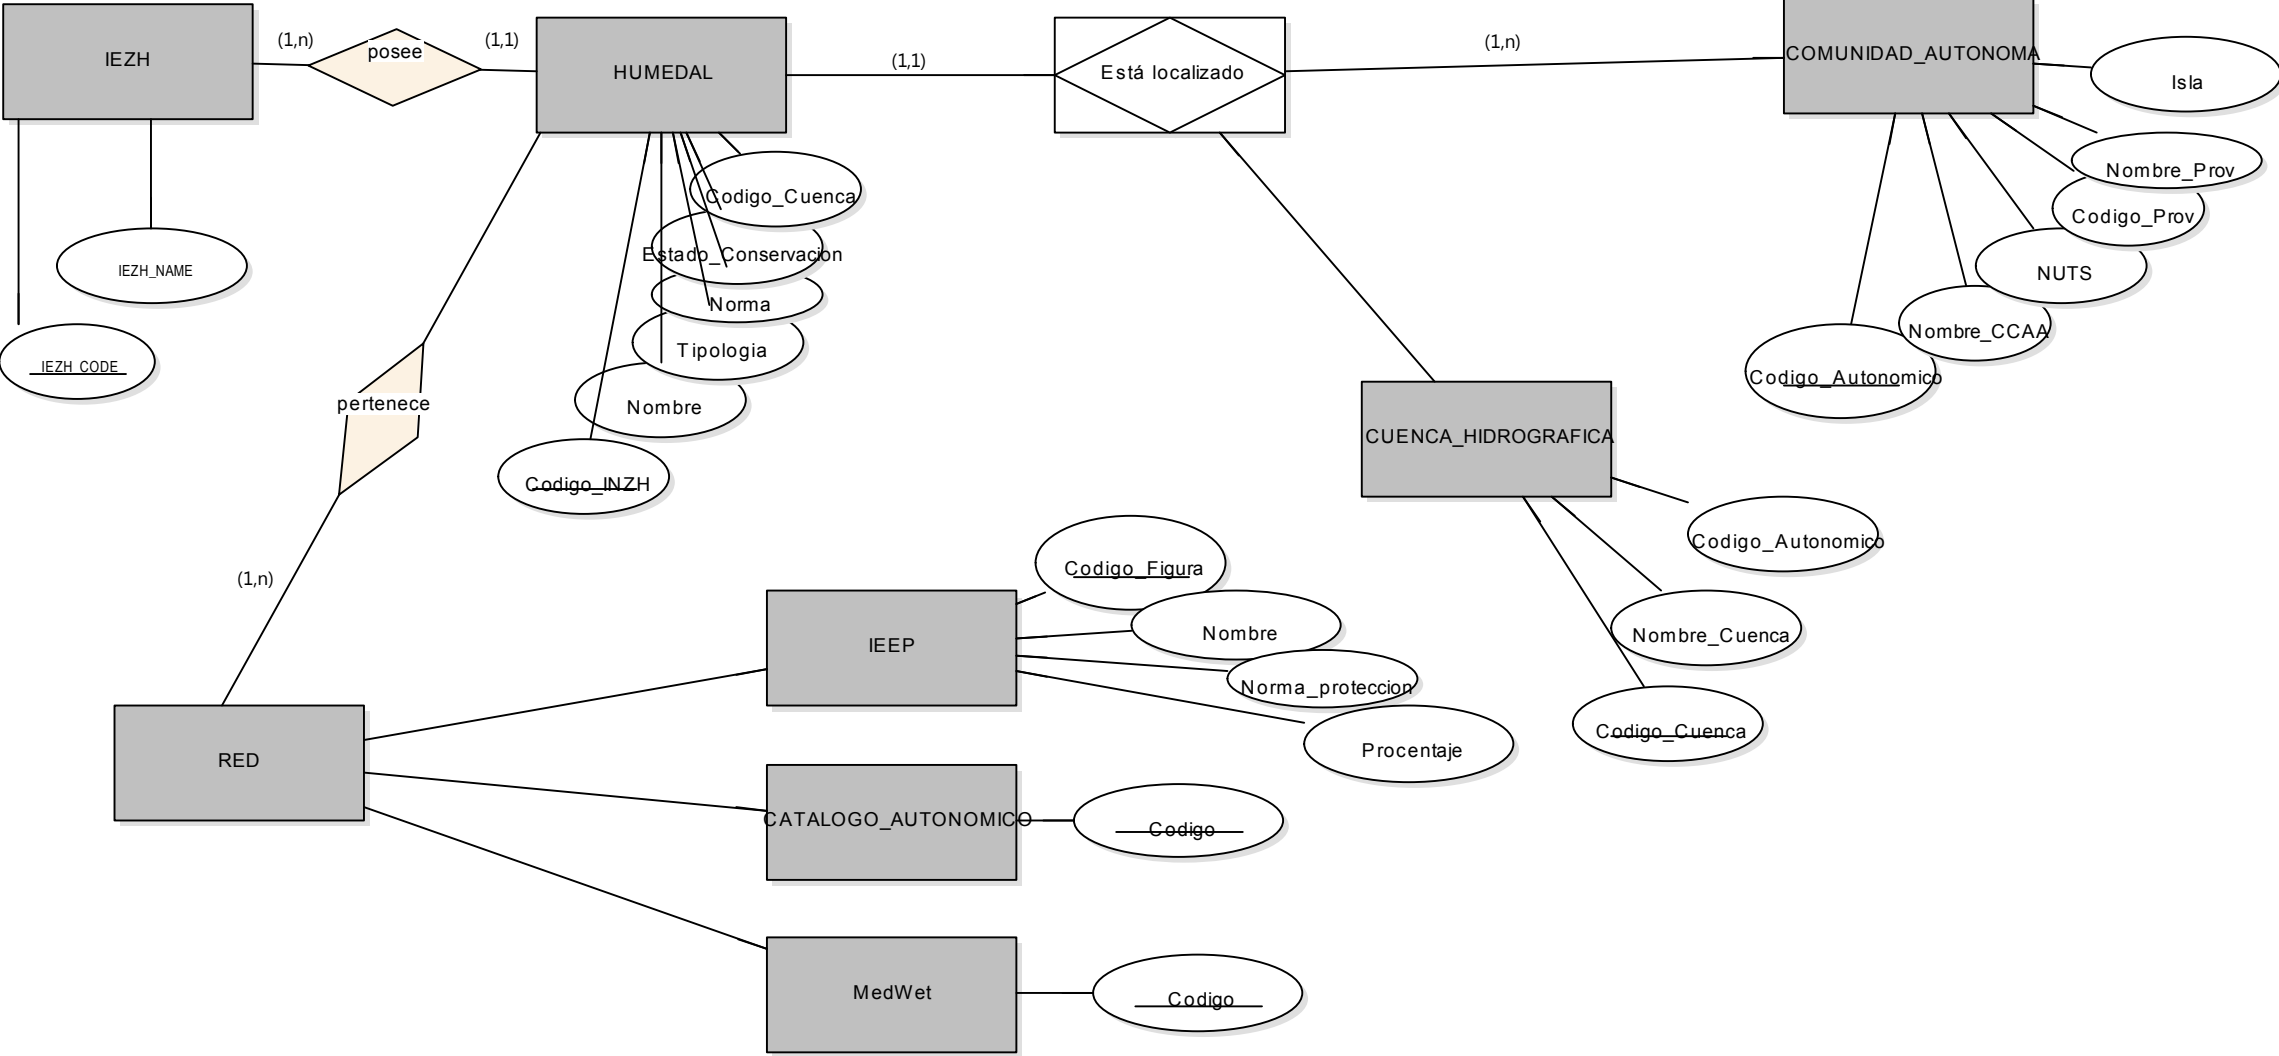 IEZH
(1,n)
posee
(1,1)
HUMEDAL
(1,1)
Está localizado
(1,n)
COMUNIDAD_AUTONOMA
Isla
Nombre_Prov
Codigo_Prov
NUTS
Nombre_CCAA
Codigo_Autonomico
Codigo_Cuenca
Estado_Conservacion
Norma
Tipologia
Nombre
Codigo_INZH
IEZH_NAME
IEZH_CODE
pertenece
(1,n)
CUENCA_HIDROGRAFICA
Codigo_Autonomico
Nombre_Cuenca
Codigo_Cuenca
RED
IEEP
Codigo_Figura
Nombre
Norma_proteccion
Procentaje
CATALOGO_AUTONOMICO
Codigo
MedWet
Codigo